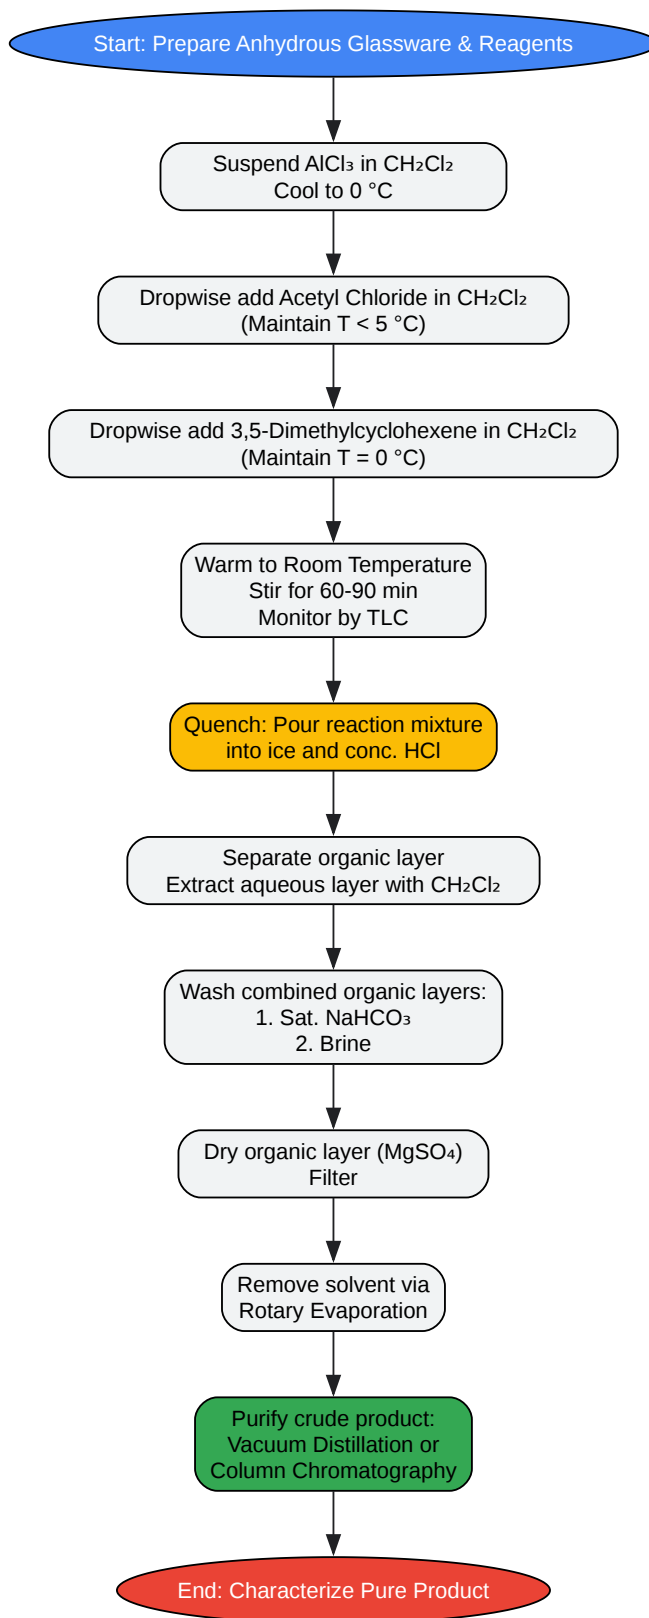 Start: Prepare Anhydrous Glassware & Reagents
Suspend AlCl₃ in CH₂Cl₂
Cool to 0 °C
Dropwise add Acetyl Chloride in CH₂Cl₂
(Maintain T < 5 °C)
Dropwise add 3,5-Dimethylcyclohexene in CH₂Cl₂
(Maintain T = 0 °C)
Warm to Room Temperature
Stir for 60-90 min
Monitor by TLC
Quench: Pour reaction mixture
into ice and conc. HCl
Separate organic layer
Extract aqueous layer with CH₂Cl₂
Wash combined organic layers:
1. Sat. NaHCO₃
2. Brine
Dry organic layer (MgSO₄)
Filter
Remove solvent via
Rotary Evaporation
Purify crude product:
Vacuum Distillation or
Column Chromatography
End: Characterize Pure Product